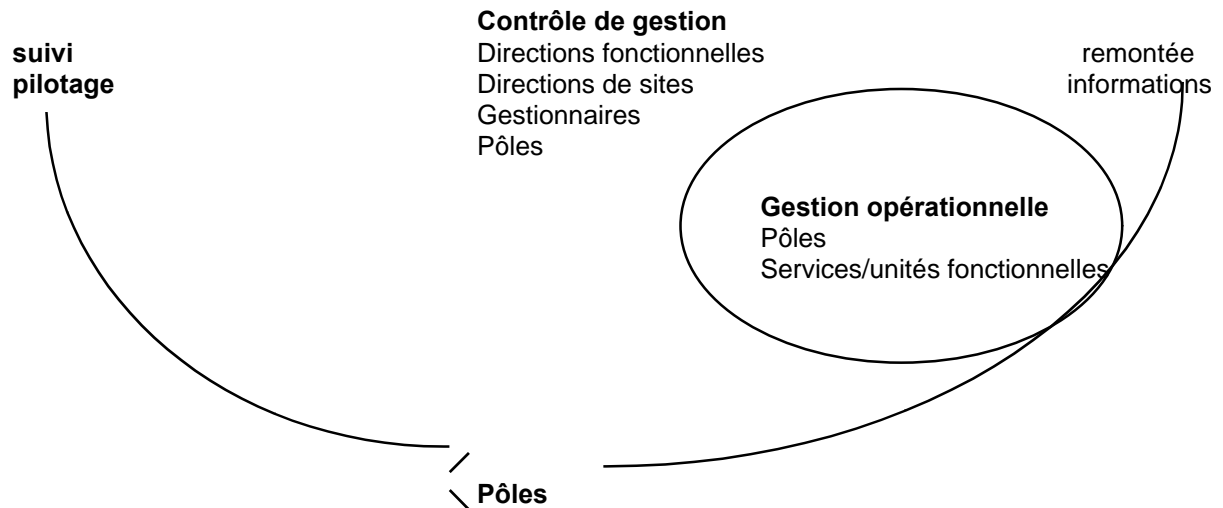 suivi
pilotage
Contrôle de gestion
Directions fonctionnelles
Directions de sites
Gestionnaires
Pôles
remontée
informations
Gestion opérationnelle
Pôles
Services/unités fonctionnelles
Pôles